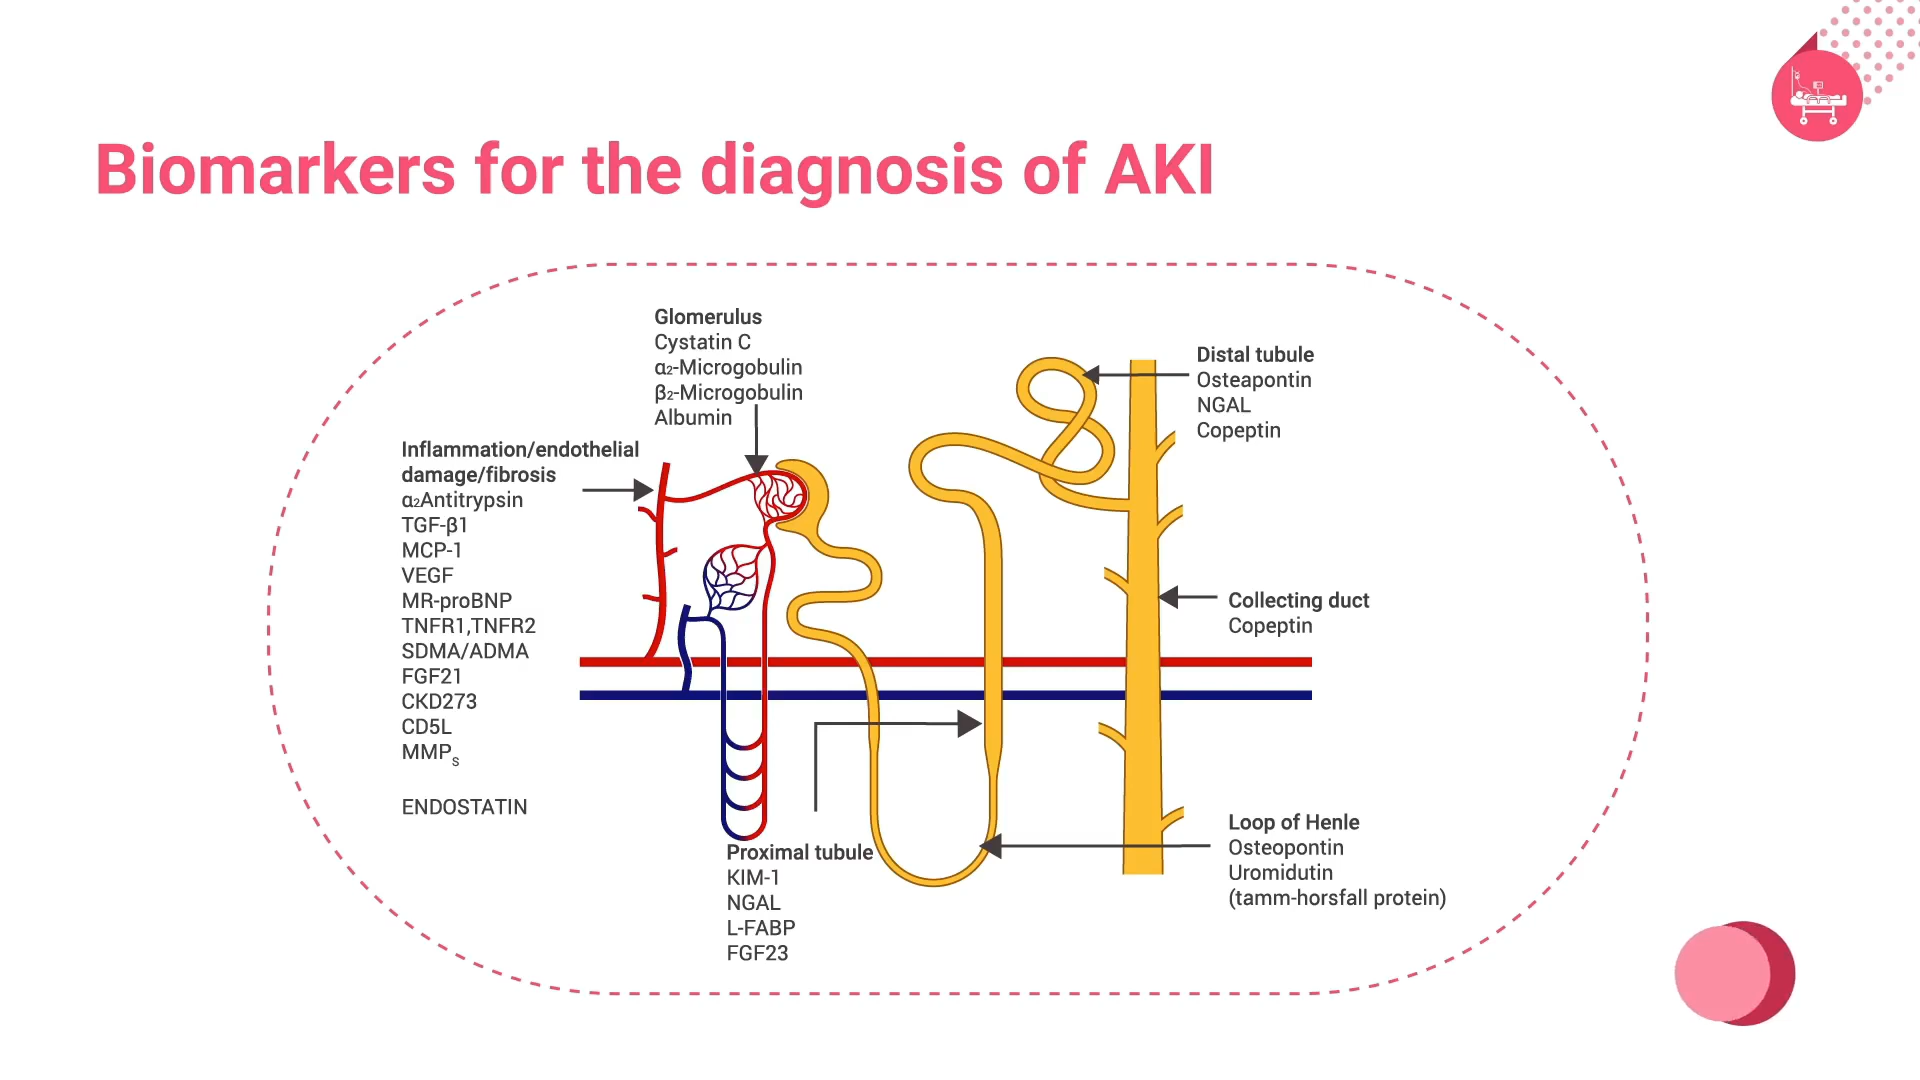 Biomarkers for the diagnosis of AKI
Glomerulus
Cystatin C
α₂-Microgobulin
β₂-Microgobulin
Albumin
Inflammation/endothelial
damage/fibrosis
α₂Antitrypsin
TGF-β1
MCP-1
VEGF
MR-proBNP
TNFR1,TNFR2
SDMA/ADMA
FGF21
CKD273
CD5L
MMPₛ
ENDOSTATIN
Proximal tubule
KIM-1
NGAL
L-FABP
FGF23
Distal tubule
Osteapontin
NGAL
Copeptin
Collecting duct
Copeptin
Loop of Henle
Osteopontin
Uromidutin
(tamm-horsfall protein)